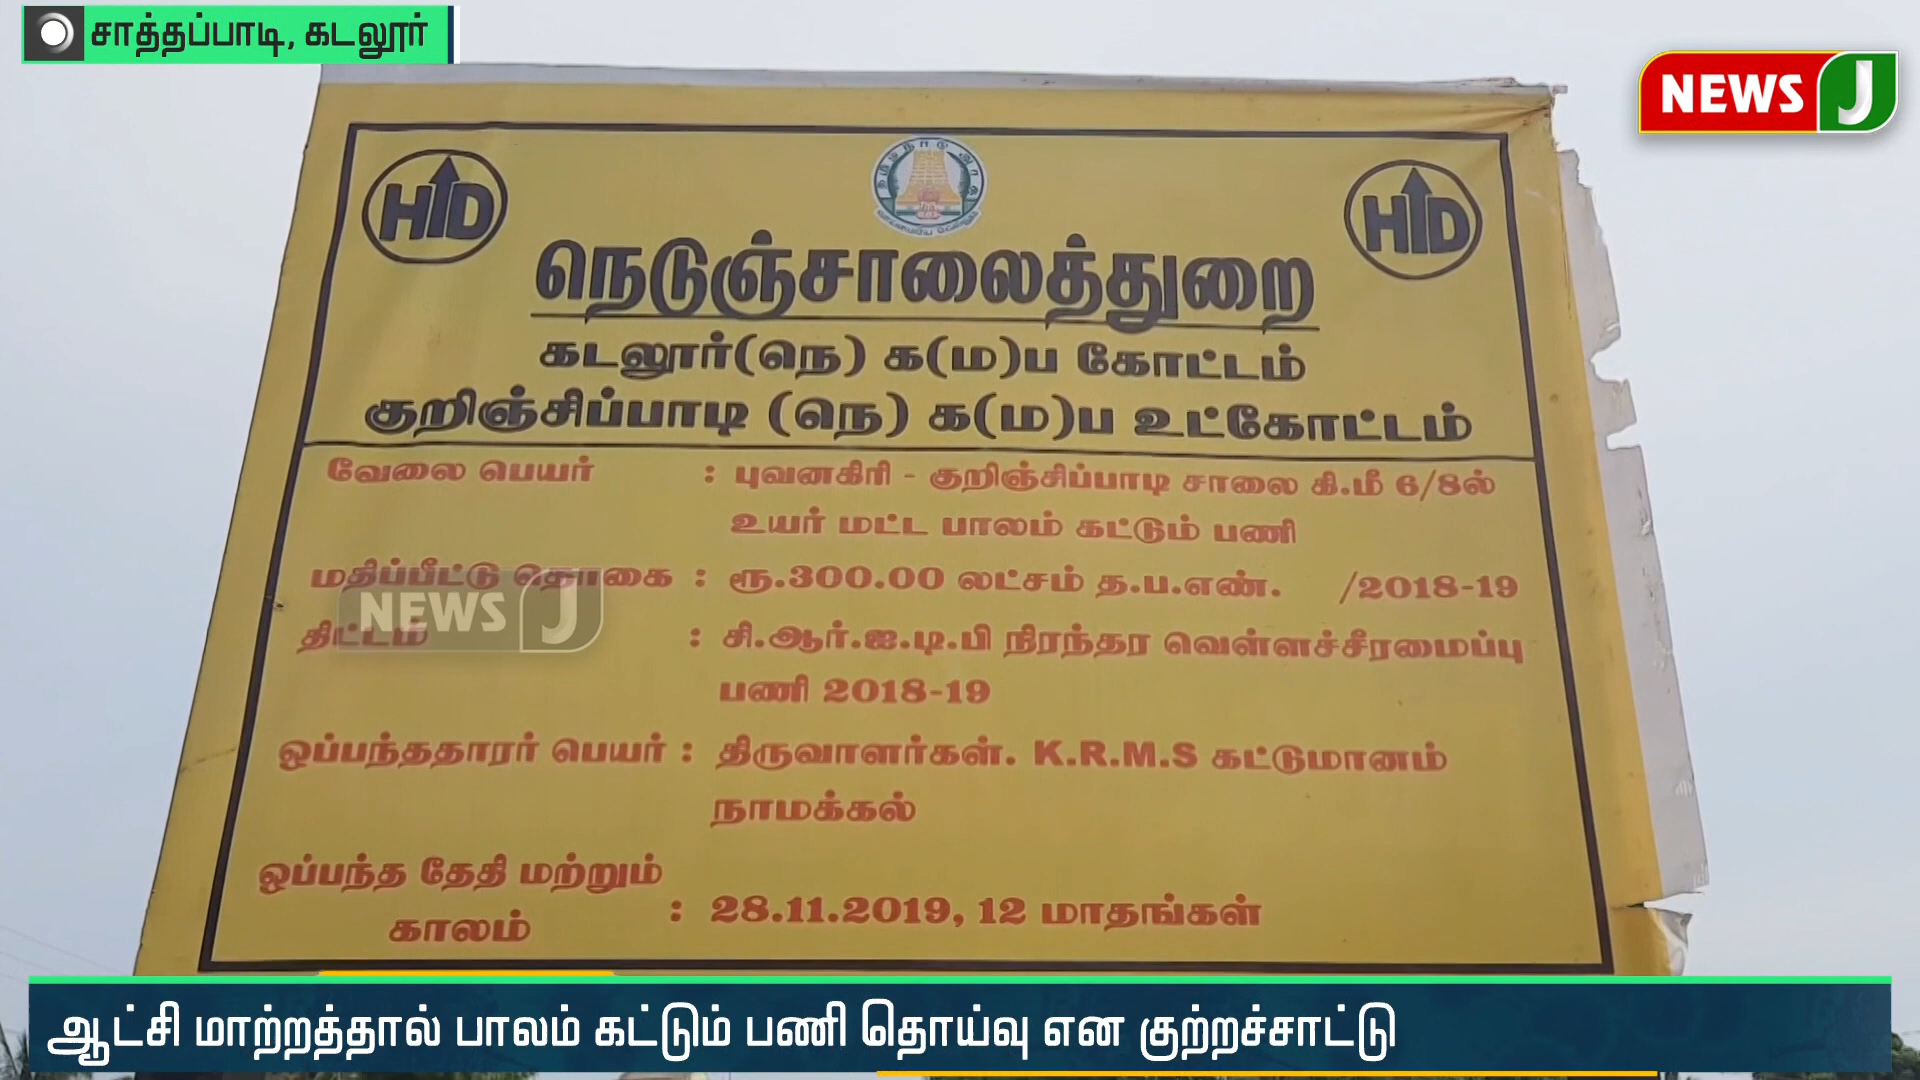 சாத்தப்பாடி, கடலூர்
NEWS J
HD
HD
நெடுஞ்சாலைத்துறை
கடலூர்(நெ) க(ம)ப கோட்டம்
குறிஞ்சிப்பாடி (நெ) க(ம)ப உட்கோட்டம்
வேலை பெயர் : புவனகிரி - குறிஞ்சிப்பாடி சாலை கி.மீ 6/8ல்
உயர் மட்ட பாலம் கட்டும் பணி
மதிப்பீட்டு தொகை : ரூ.300.00 லட்சம் த.ப.எண். /2018-19
NEWS J
திட்டம் : சி.ஆர்.ஐ.டி.பி நிரந்தர வெள்ளச்சீரமைப்பு
பணி 2018-19
ஒப்பந்ததாரர் பெயர் : திருவாளர்கள். K.R.M.S கட்டுமானம்
நாமக்கல்
ஒப்பந்த தேதி மற்றும்
காலம் : 28.11.2019, 12 மாதங்கள்
ஆட்சி மாற்றத்தால் பாலம் கட்டும் பணி தொய்வு என குற்றச்சாட்டு